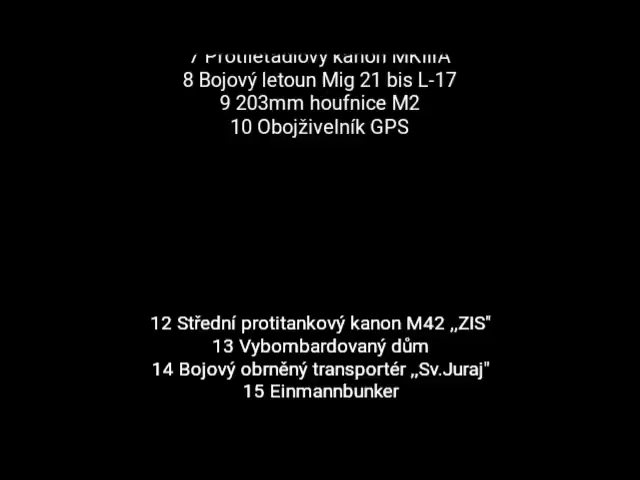 7 Protiletadlový kanon MKIIIA
8 Bojový letoun Mig 21 bis L-17
9 203mm houfnice M2
10 Obojživelník GPS
12 Střední protitankový kanon M42 ,,ZIS"
13 Vybombardovaný dům
14 Bojový obrněný transportér ,,Sv.Juraj"
15 Einmannbunker